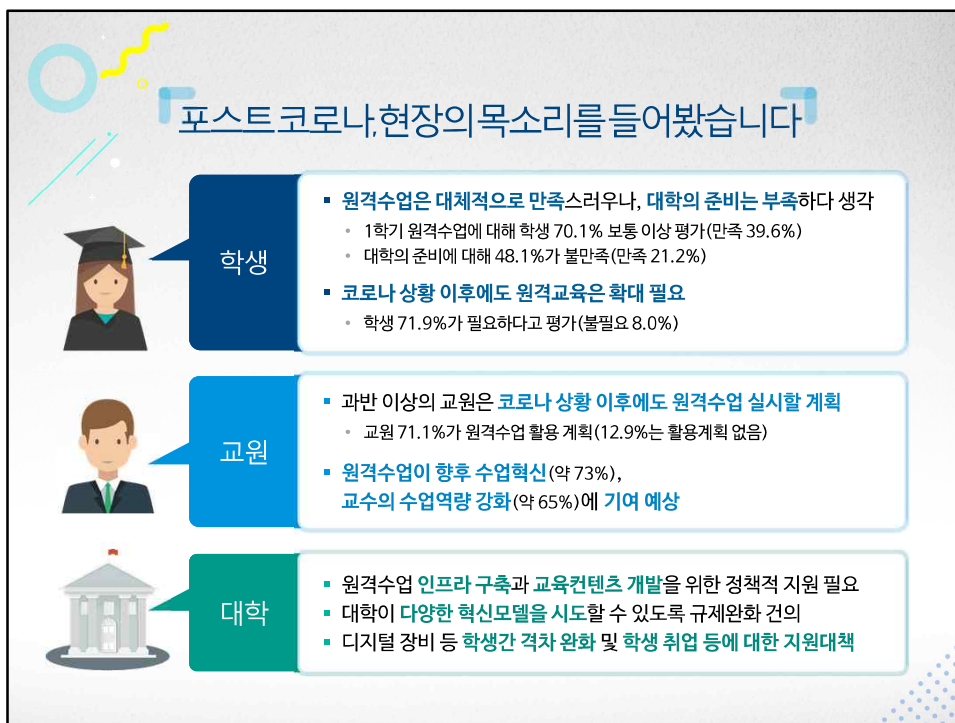 포스트 코로나, 현장의 목소리를 들어봤습니다
학생
▪ 원격수업은 대체적으로 만족스러우나, 대학의 준비는 부족하다 생각
• 1학기 원격수업에 대해 학생 70.1% 보통 이상 평가(만족 39.6%)
• 대학의 준비에 대해 48.1%가 불만족(만족 21.2%)
▪ 코로나 상황 이후에도 원격교육은 확대 필요
• 학생 71.9%가 필요하다고 평가(불필요 8.0%)
교원
▪ 과반 이상의 교원은 코로나 상황 이후에도 원격수업 실시할 계획
• 교원 71.1%가 원격수업 활용 계획(12.9%는 활용계획 없음)
▪ 원격수업이 향후 수업혁신(약 73%),
교수의 수업역량 강화(약 65%)에 기여 예상
대학
▪ 원격수업 인프라 구축과 교육컨텐츠 개발을 위한 정책적 지원 필요
▪ 대학이 다양한 혁신모델을 시도할 수 있도록 규제완화 건의
▪ 디지털 장비 등 학생간 격차 완화 및 학생 취업 등에 대한 지원대책